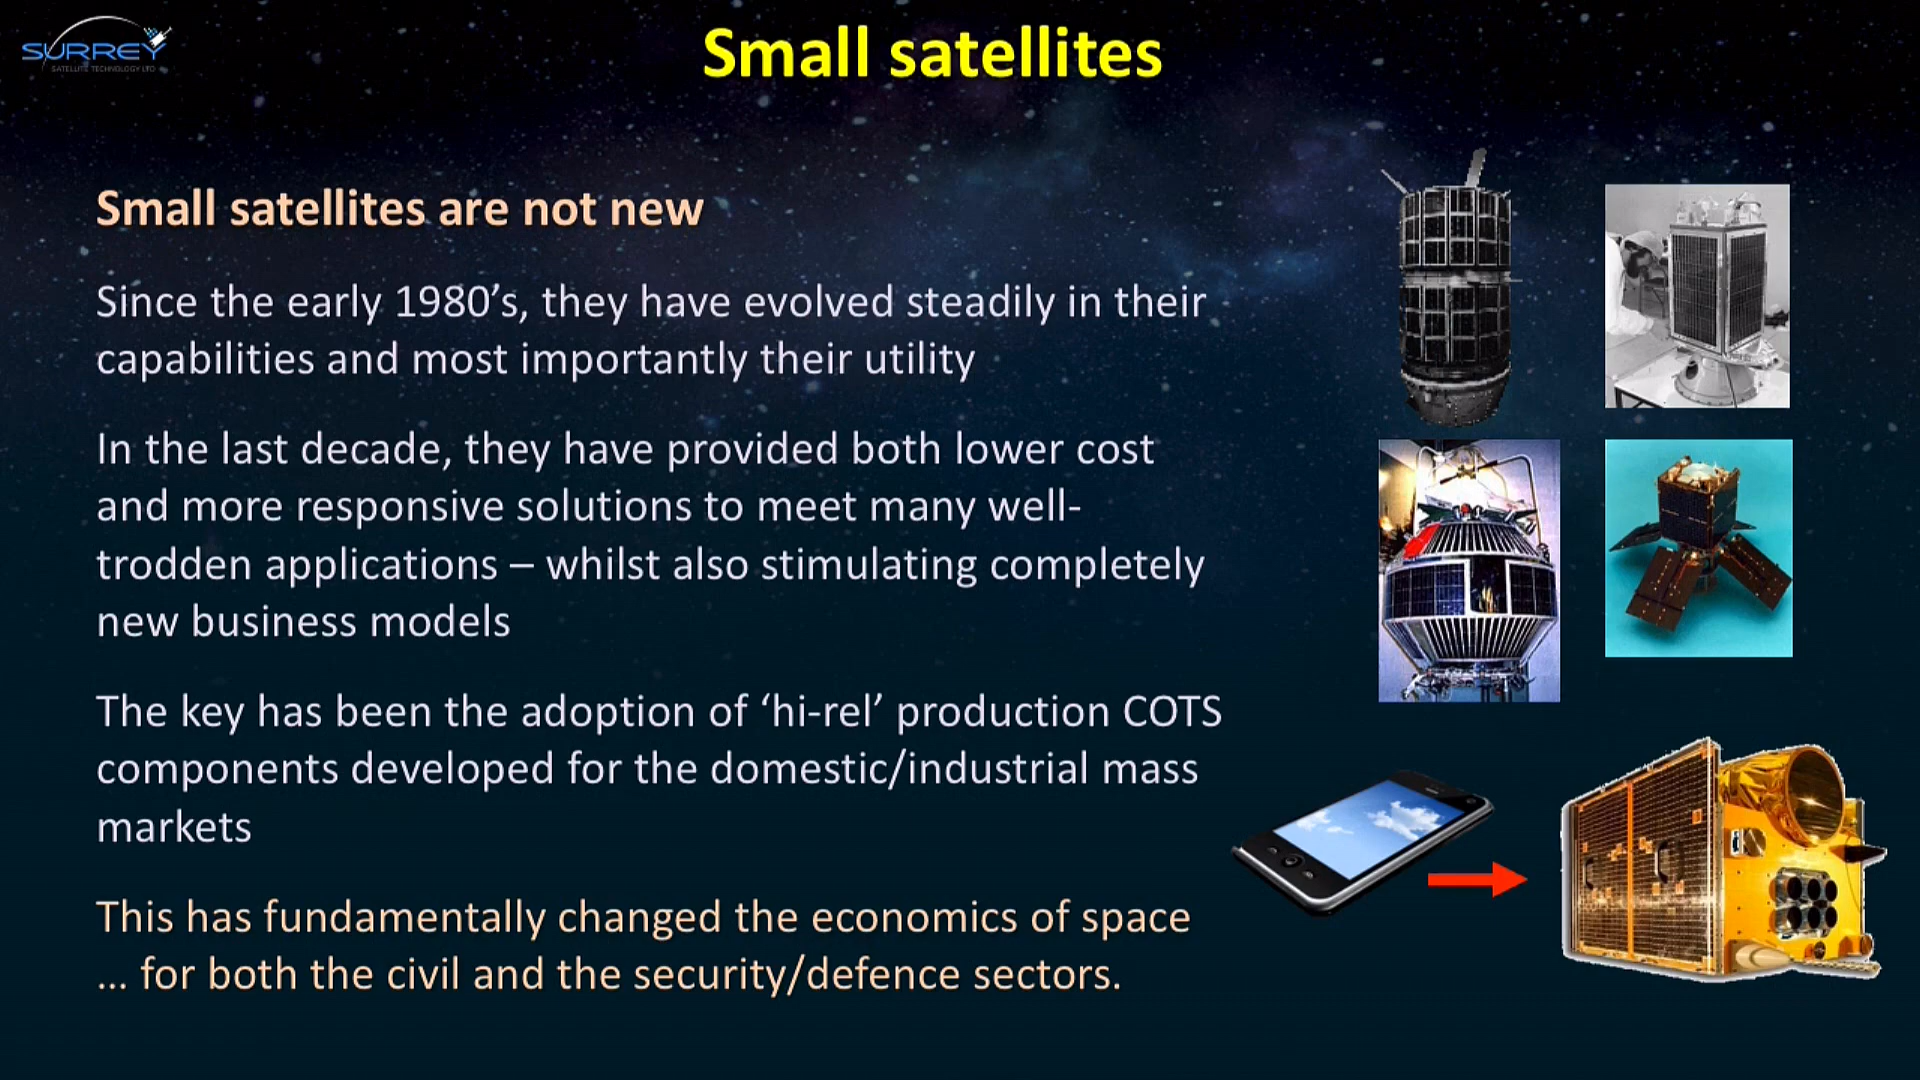 SURREY
SATELLITE TECHNOLOGY LTD
Small satellites
Small satellites are not new
Since the early 1980’s, they have evolved steadily in their
capabilities and most importantly their utility
In the last decade, they have provided both lower cost
and more responsive solutions to meet many well-
trodden applications – whilst also stimulating completely
new business models
The key has been the adoption of ‘hi-rel’ production COTS
components developed for the domestic/industrial mass
markets
This has fundamentally changed the economics of space
... for both the civil and the security/defence sectors.